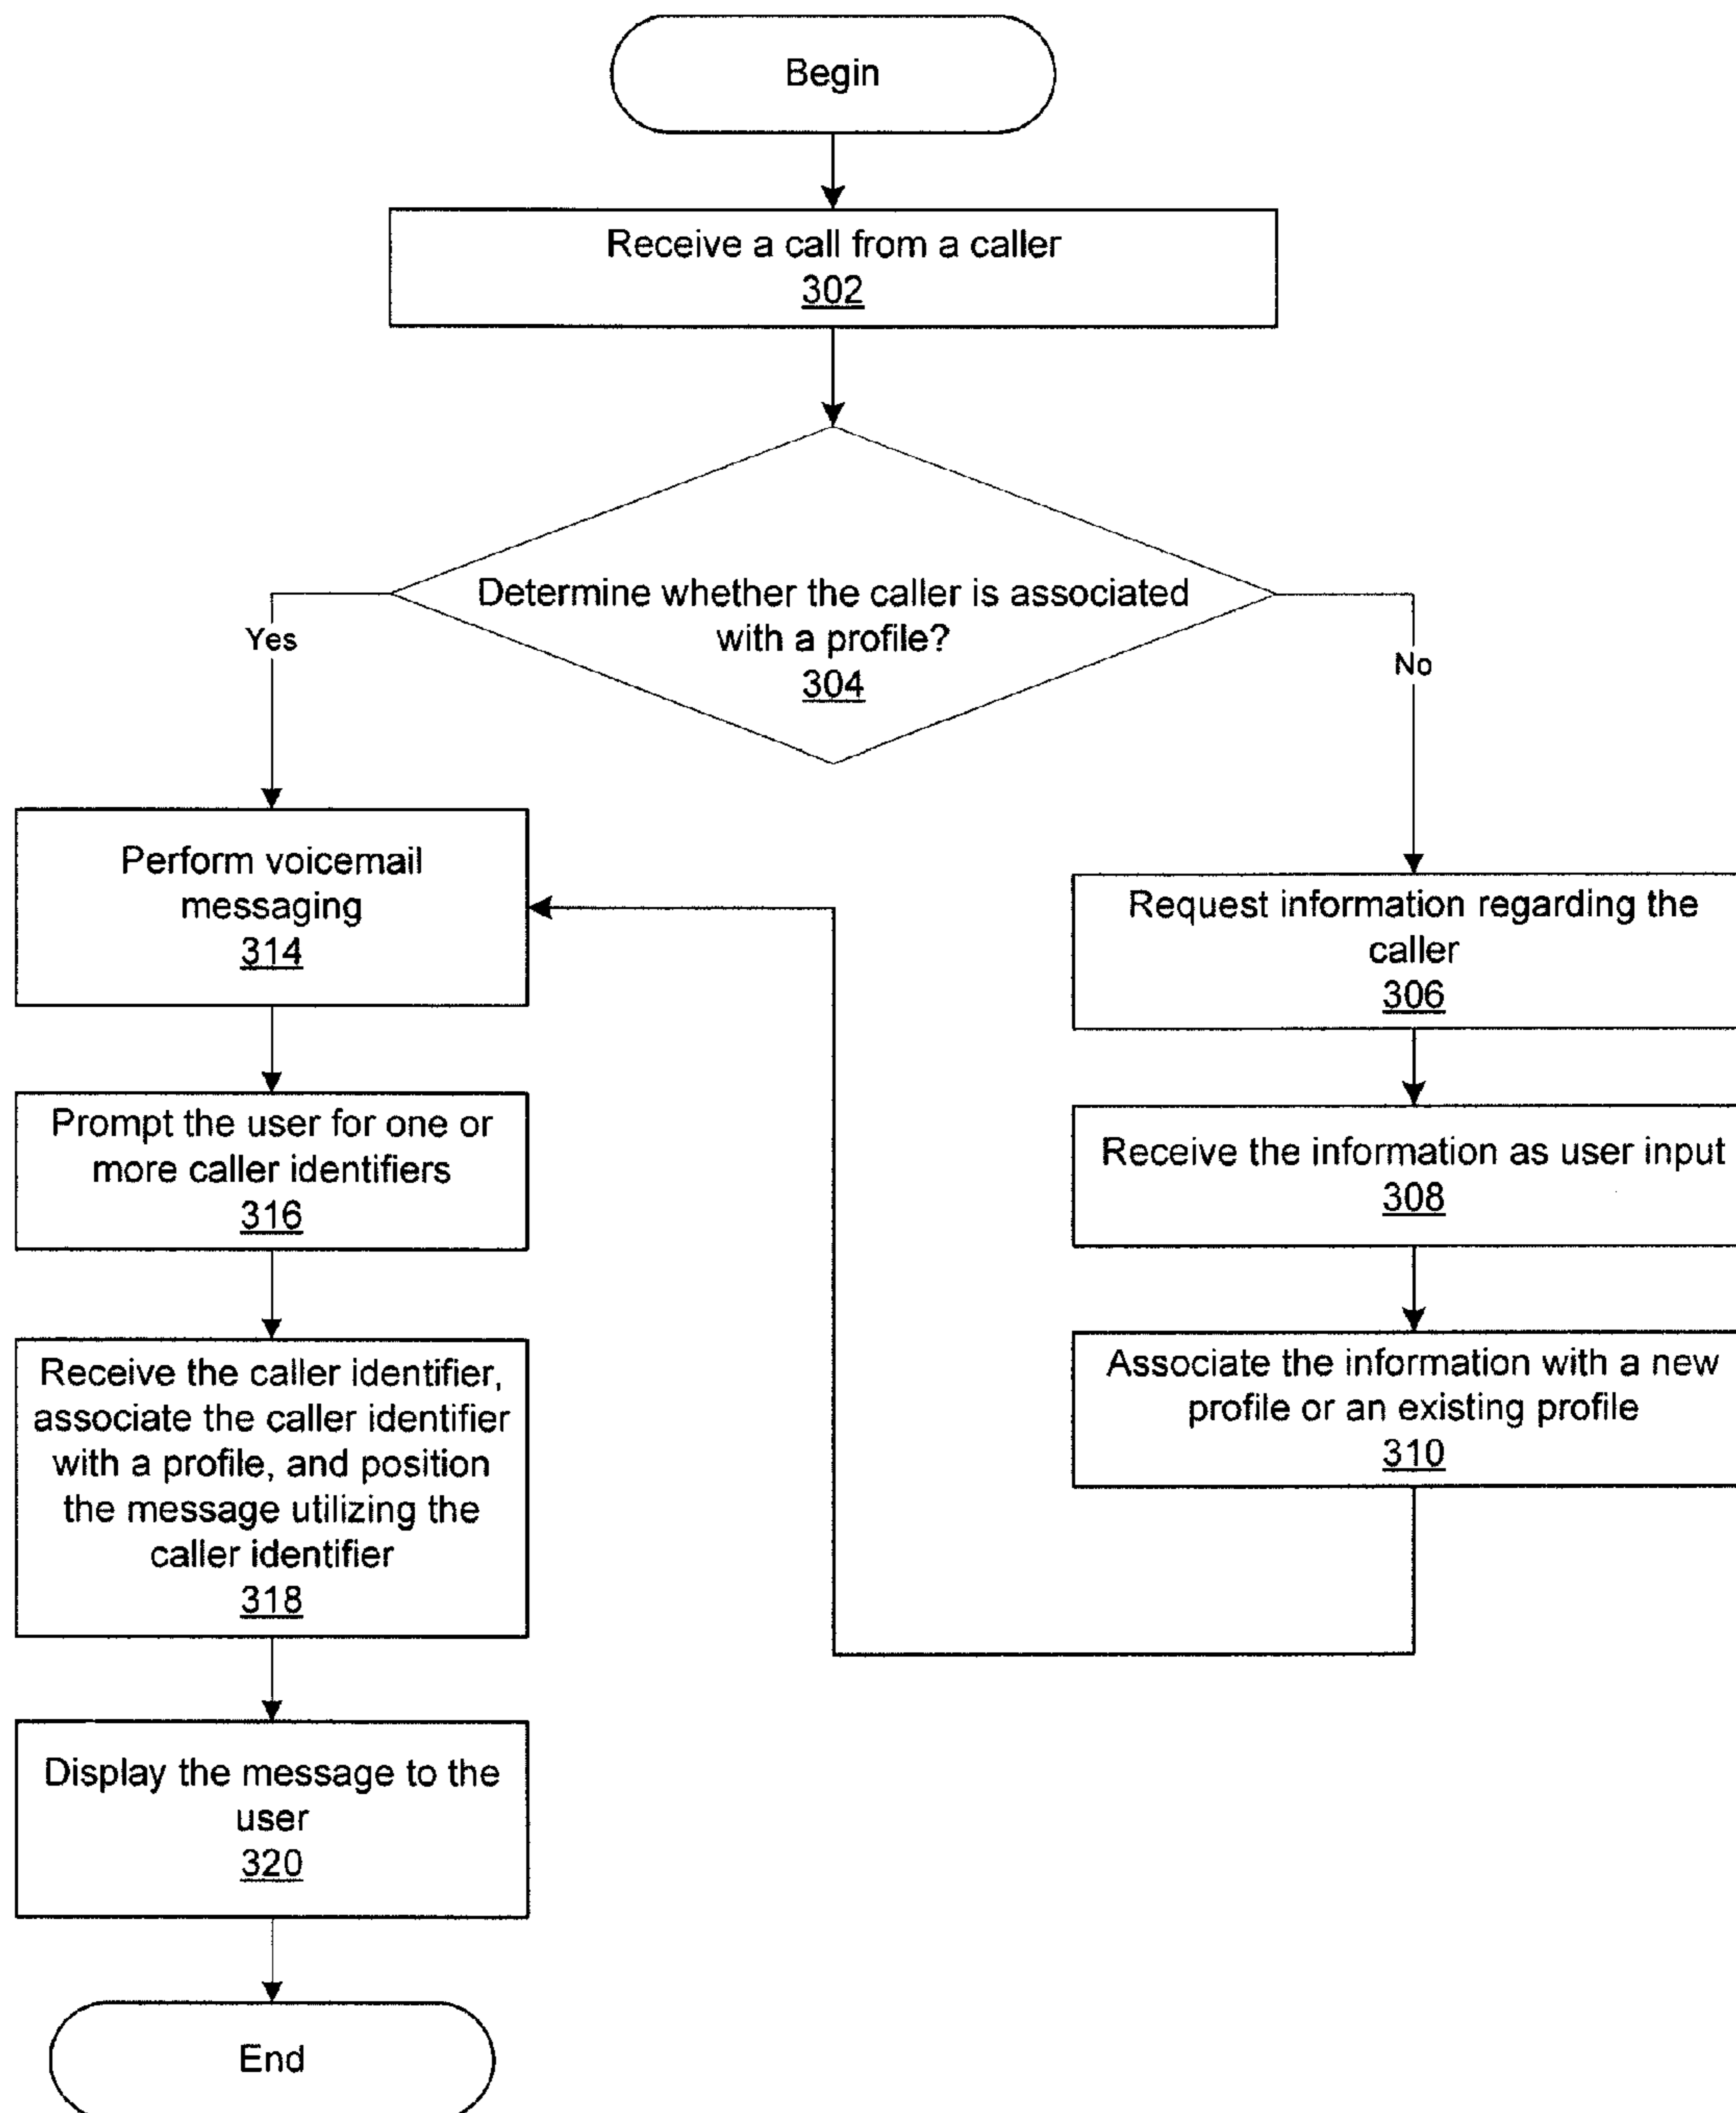 Begin
Receive a call from a caller
302
Determine whether the caller is associated
with a profile?
304
Yes
No
Perform voicemail
messaging
314
Request information regarding the
caller
306
Prompt the user for one or
more caller identifiers
316
Receive the information as user input
308
Receive the caller identifier,
associate the caller identifier
with a profile, and position
the message utilizing the
caller identifier
318
Associate the information with a new
profile or an existing profile
310
Display the message to the
user
320
End